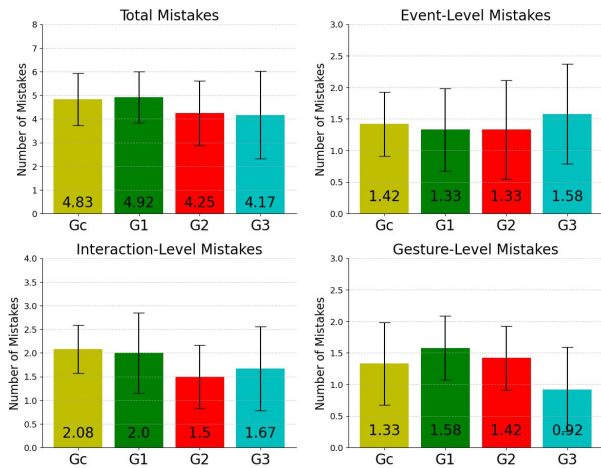 Total Mistakes
Number of Mistakes
8
7
6
5
4
3
2
1
0
4.83 4.92 4.25 4.17
Gc G1 G2 G3
Event-Level Mistakes
Number of Mistakes
3.0
2.5
2.0
1.5
1.0
0.5
0.0
1.42 1.33 1.33 1.58
Gc G1 G2 G3
Interaction-Level Mistakes
Number of Mistakes
4.0
3.5
3.0
2.5
2.0
1.5
1.0
0.5
0.0
2.08 2.0 1.5 1.67
Gc G1 G2 G3
Gesture-Level Mistakes
Number of Mistakes
3.0
2.5
2.0
1.5
1.0
0.5
0.0
1.33 1.58 1.42 0.92
Gc G1 G2 G3